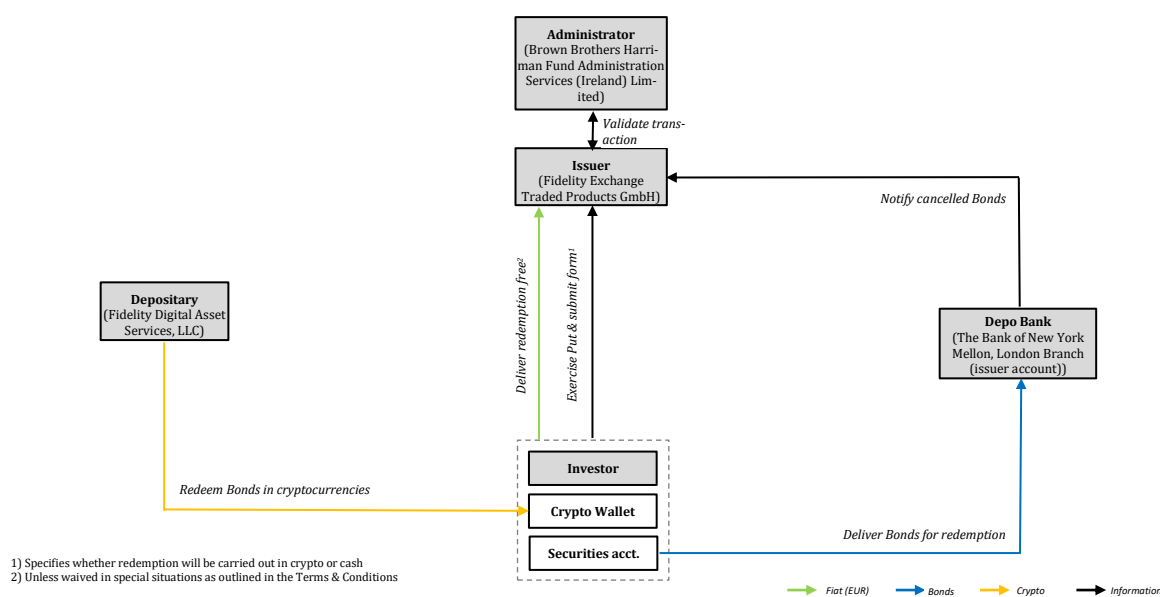 Administrator
(Brown Brothers Harri-
man Fund Administration
Services (Ireland) Lim-
ited)
Validate trans-
action
Issuer
(Fidelity Exchange
Traded Products GmbH)
Notify cancelled Bonds
Deliver redemption free²
Exercise Put & submit form¹
Depositary
(Fidelity Digital Asset
Services, LLC)
Depo Bank
(The Bank of New York
Mellon, London Branch
(issuer account))
Investor
Redeem Bonds in cryptocurrencies
Crypto Wallet
Deliver Bonds for redemption
Securities acct.
1) Specifies whether redemption will be carried out in crypto or cash
2) Unless waived in special situations as outlined in the Terms & Conditions
Fiat (EUR)
Bonds
Crypto
Information